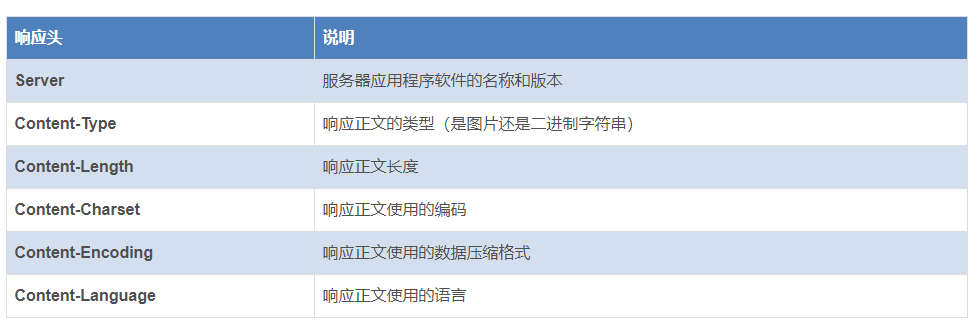 响应头 说明
Server 服务器应用程序软件的名称和版本
Content-Type 响应正文的类型（是图片还是二进制字符串）
Content-Length 响应正文长度
Content-Charset 响应正文使用的编码
Content-Encoding 响应正文使用的数据压缩格式
Content-Language 响应正文使用的语言